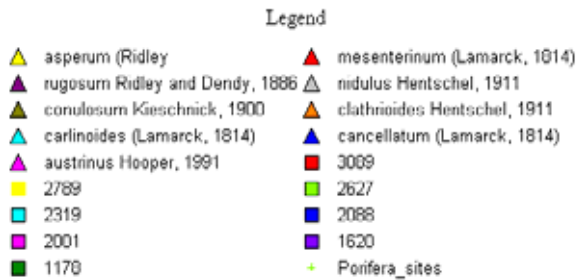 Legend
asperum (Ridley
mesenterinum (Lamarck, 1814)
rugosum Ridley and Dendy, 1886
nidulus Hentschel, 1911
conulosum Kieschnick, 1900
clathrioides Hentschel, 1911
carlinoides (Lamarck, 1814)
cancellatum (Lamarck, 1814)
austrinus Hooper, 1991
3009
2789
2627
2319
2088
2001
1620
1178
Porifera_sites